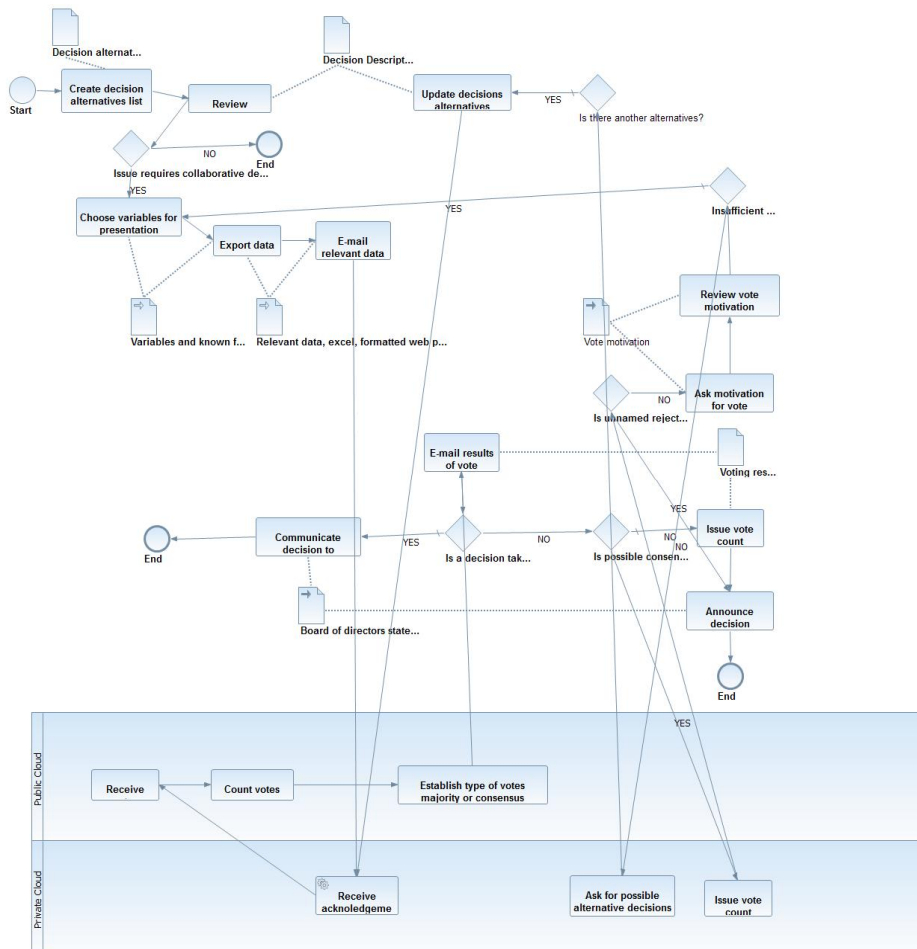 Decision alternat...
Decision Descript...
Start
Create decision
alternatives list
Review
Update decisions
alternatives
YES
Is there another alternatives?
NO
End
Issue requires collaborative de...
YES
YES
Insufficient ...
Choose variables for
presentation
Export data
E-mail
relevant data
Review vote
motivation
Variables and known f...
Relevant data, excel, formatted web p...
Vote motivation
Ask motivation
for vote
NO
Is unnamed reject...
E-mail results
of vote
Voting res...
YES
Issue vote
count
Communicate
decision to
YES
NO
NO
NO
End
Is a decision tak...
Is possible consen...
Announce
decision
Board of directors state...
End
YES
Public Cloud
Receive
Count votes
Establish type of votes
majority or consensus
Private Cloud
Receive
acknoledgeme
Ask for possible
alternative decisions
Issue vote
count